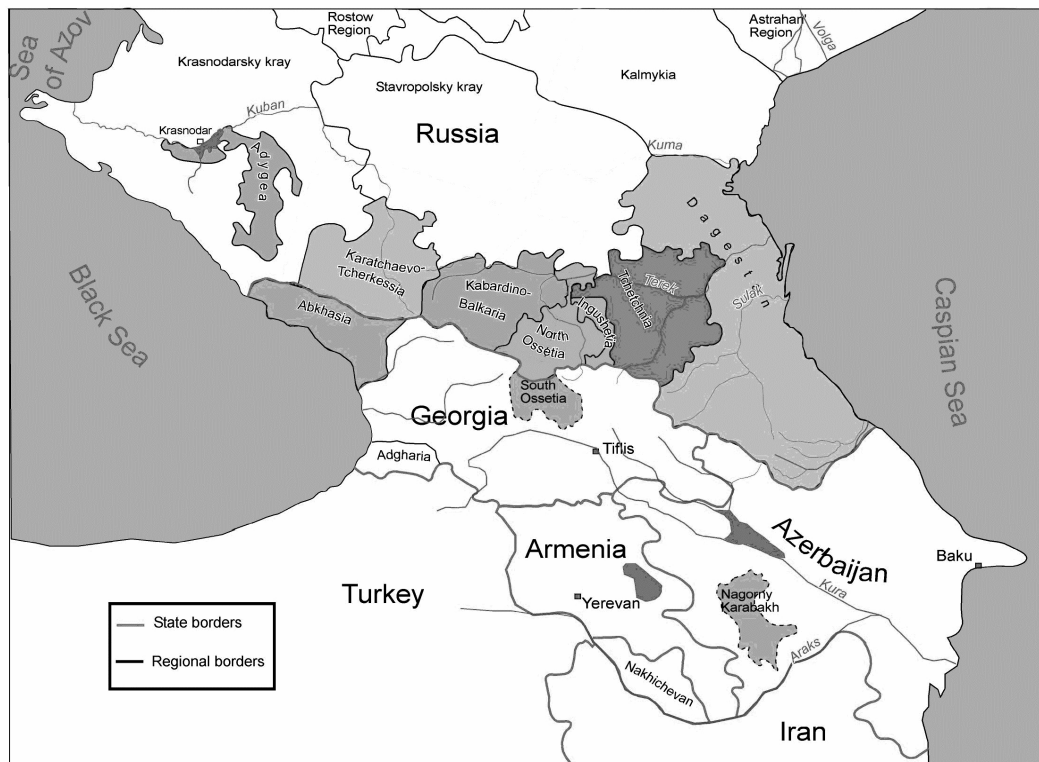 Rostow
Region
Astrahan'
Region
Volga
Sea
of Azov
Krasnodarsky kray
Stavropolsky kray
Kalmykia
Kuban
Krasnodar
Russia
Kuma
Adygea
Dagestan
Karatchaevo-
Tcherkessia
Kabardino-
Balkaria
Terek
Tchetchnia
Sulak
Ingushetia
Abkhasia
North
Ossetia
Black Sea
Caspian Sea
South
Ossetia
Georgia
Tiflis
Adgharia
Azerbaijan
Armenia
Baku
Turkey
Yerevan
Nagorny
Karabakh
Kura
State borders
Araks
Regional borders
Nakhichevan
Iran